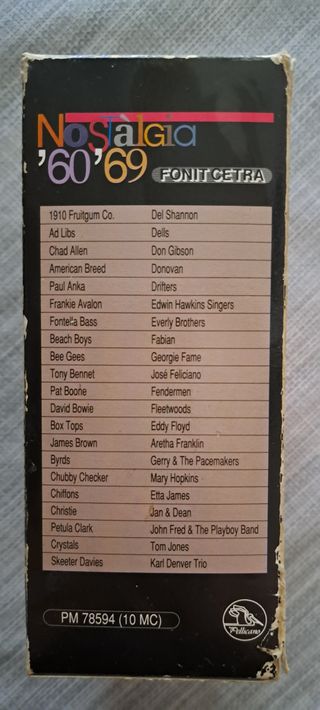 Nostàlgia
'60 '69
FONIT CETRA
1910 Fruitgum Co. Del Shannon
Ad Libs Dells
Chad Allen Don Gibson
American Breed Donovan
Paul Anka Drifters
Frankie Avalon Edwin Hawkins Singers
Fontella Bass Everly Brothers
Beach Boys Fabian
Bee Gees Georgie Fame
Tony Bennet José Feliciano
Pat Boone Fendermen
David Bowie Fleetwoods
Box Tops Eddy Floyd
James Brown Aretha Franklin
Byrds Gerry & The Pacemakers
Chubby Checker Mary Hopkins
Chiffons Etta James
Christie Jan & Dean
Petula Clark John Fred & The Playboy Band
Crystals Tom Jones
Skeeter Davies Karl Denver Trio
PM 78594 (10 MC)
Pellicano